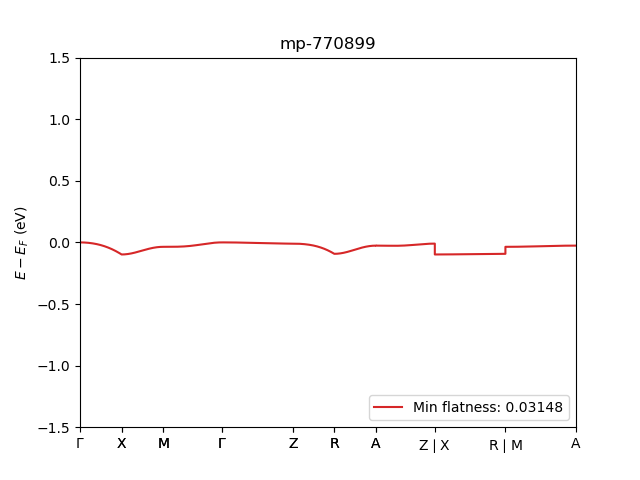 mp-770899
E − E_F (eV)
1.5
1.0
0.5
0.0
−0.5
−1.0
−1.5
Min flatness: 0.03148
Γ X M Γ Z R A Z | X R | M A